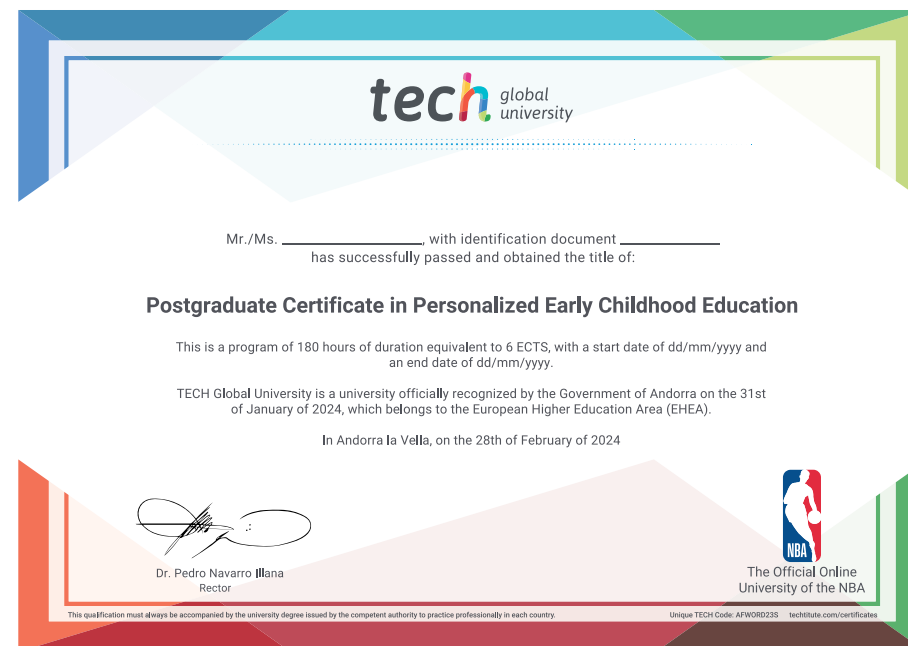 tech global university
Mr./Ms. ____________________, with identification document ______________
has successfully passed and obtained the title of:
Postgraduate Certificate in Personalized Early Childhood Education
This is a program of 180 hours of duration equivalent to 6 ECTS, with a start date of dd/mm/yyyy and
an end date of dd/mm/yyyy.
TECH Global University is a university officially recognized by the Government of Andorra on the 31st
of January of 2024, which belongs to the European Higher Education Area (EHEA).
In Andorra la Vella, on the 28th of February of 2024
Dr. Pedro Navarro Illana
Rector
NBA
The Official Online
University of the NBA
This qualification must always be accompanied by the university degree issued by the competent authority to practice professionally in each country.
Unique TECH Code: AFWORD23S techtitute.com/certificates